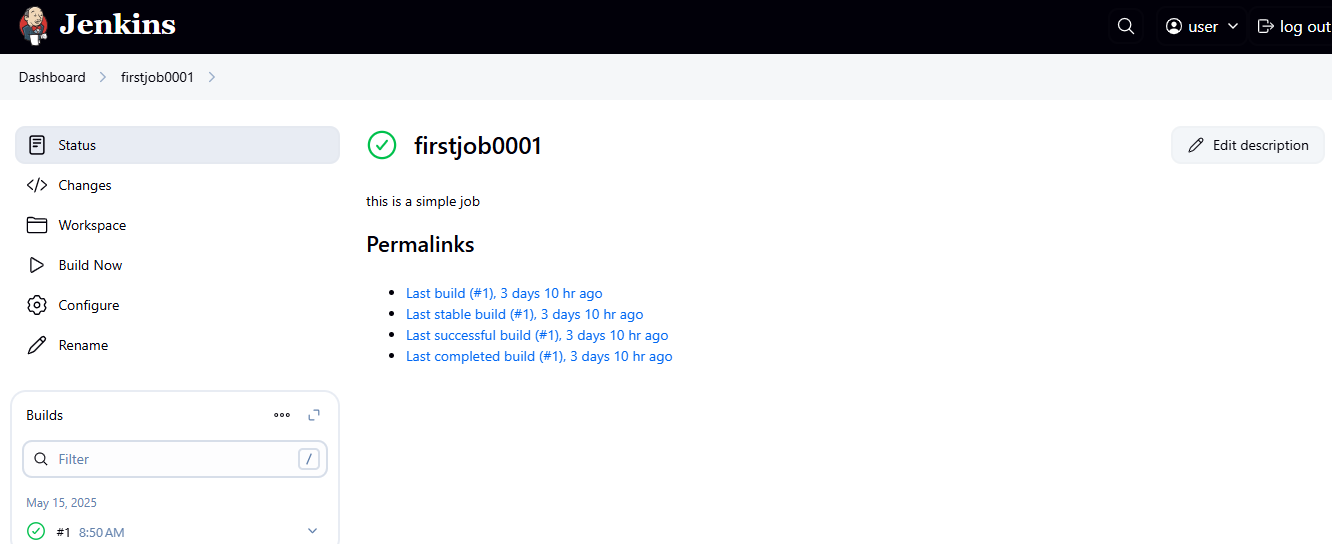 Jenkins
user
log out
Dashboard
firstjob0001
Status
Changes
Workspace
Build Now
Configure
Rename
firstjob0001
Edit description
this is a simple job
Permalinks
Last build (#1), 3 days 10 hr ago
Last stable build (#1), 3 days 10 hr ago
Last successful build (#1), 3 days 10 hr ago
Last completed build (#1), 3 days 10 hr ago
Builds
Filter /
May 15, 2025
#1 8:50 AM